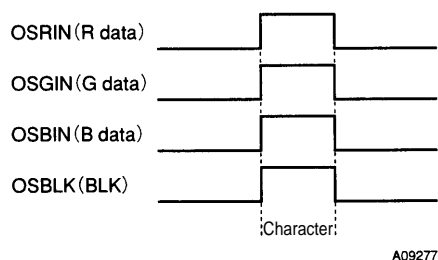 OSRIN(R data)
OSGIN(G data)
OSBIN(B data)
OSBLK(BLK)
Character
A09277